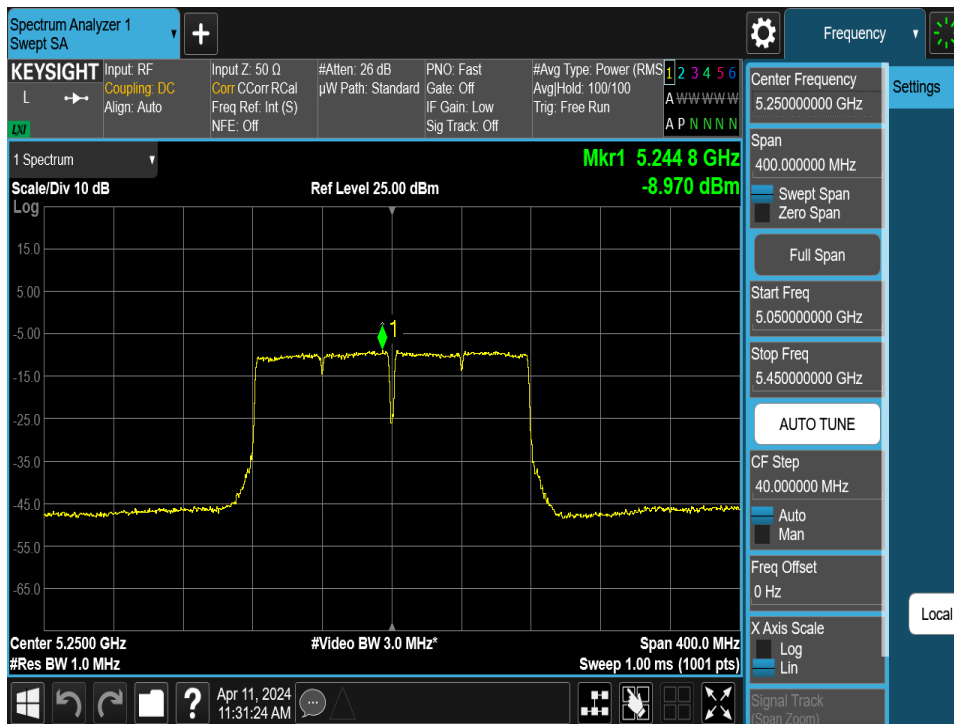 Spectrum Analyzer 1
Swept SA
+
Frequency
KEYSIGHT
L
LXI
Input: RF
Coupling: DC
Align: Auto
Input Z: 50 Ω
Corr CCorr RCal
Freq Ref: Int (S)
NFE: Off
#Atten: 26 dB
µW Path: Standard
PNO: Fast
Gate: Off
IF Gain: Low
Sig Track: Off
#Avg Type: Power (RMS
Avg|Hold: 100/100
Trig: Free Run
1 2 3 4 5 6
A W W W W W
A P N N N N
1 Spectrum
Scale/Div 10 dB
Log
Ref Level 25.00 dBm
Mkr1 5.244 8 GHz
-8.970 dBm
15.0
5.00
-5.00
-15.0
-25.0
-35.0
-45.0
-55.0
-65.0
1
Center 5.2500 GHz
#Res BW 1.0 MHz
#Video BW 3.0 MHz*
Span 400.0 MHz
Sweep 1.00 ms (1001 pts)
Center Frequency
5.250000000 GHz
Span
400.000000 MHz
Swept Span
Zero Span
Full Span
Start Freq
5.050000000 GHz
Stop Freq
5.450000000 GHz
AUTO TUNE
CF Step
40.000000 MHz
Auto
Man
Freq Offset
0 Hz
X Axis Scale
Log
Lin
Signal Track
(Span Zoom)
Settings
Local
?
Apr 11, 2024
11:31:24 AM